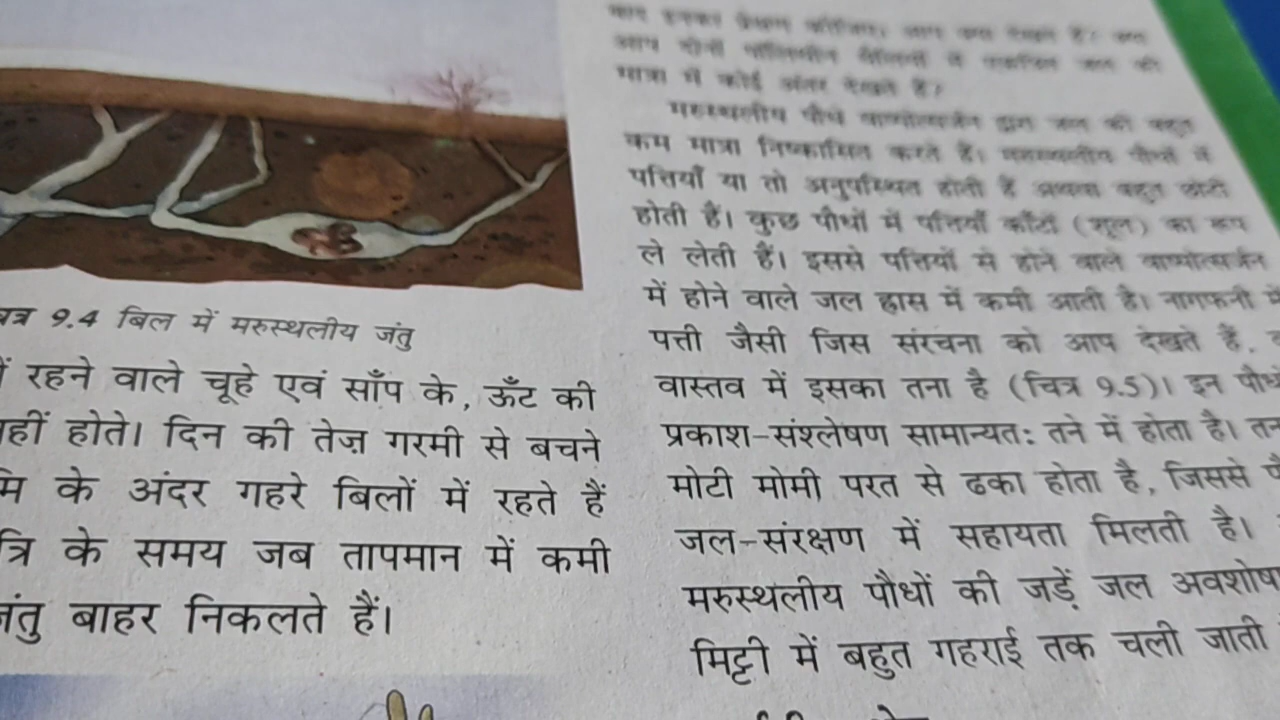 9.4 बिल में मरुस्थलीय जंतु
रहने वाले चूहे एवं साँप के, ऊँट की
होते। दिन की तेज़ गरमी से बचने
के अंदर गहरे बिलों में रहते हैं
के समय जब तापमान में कमी
बाहर निकलते हैं।
मात्रा में कोई अंतर देखते हैं?
मरुस्थलीय पौधे वाष्पोत्सर्जन द्वारा जल की बहुत
कम मात्रा निष्कासित करते हैं। मरुस्थलीय पौधों में
पत्तियाँ या तो अनुपस्थित होती हैं अथवा बहुत छोटी
होती हैं। कुछ पौधों में पत्तियाँ काँटों (शूल) का रूप
ले लेती हैं। इससे पत्तियों से होने वाले वाष्पोत्सर्जन
में होने वाले जल ह्रास में कमी आती है। नागफनी में
पत्ती जैसी जिस संरचना को आप देखते हैं,
वास्तव में इसका तना है (चित्र 9.5)। इन
प्रकाश-संश्लेषण सामान्यत: तने में होता है।
मोटी मोमी परत से ढका होता है, जिससे
जल-संरक्षण में सहायता मिलती है।
मरुस्थलीय पौधों की जड़ें जल
मिट्टी में बहुत गहराई तक चली जाती